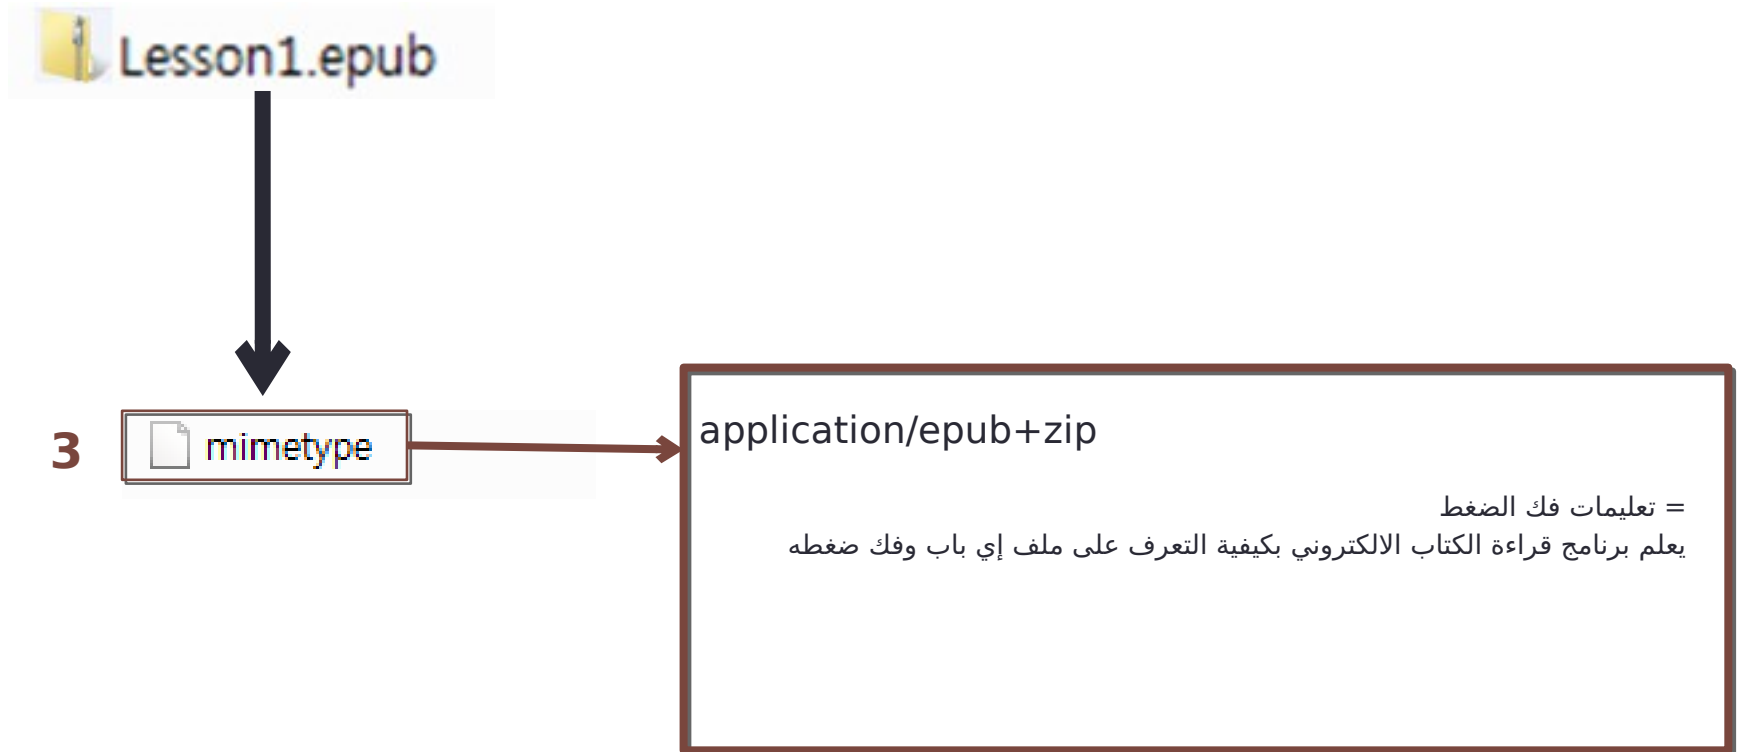 Lesson1.epub
3
mimetype
application/epub+zip
= تعليمات فك الضغط
يعلم برنامج قراءة الكتاب الالكتروني بكيفية التعرف على ملف إي باب وفك ضغطه